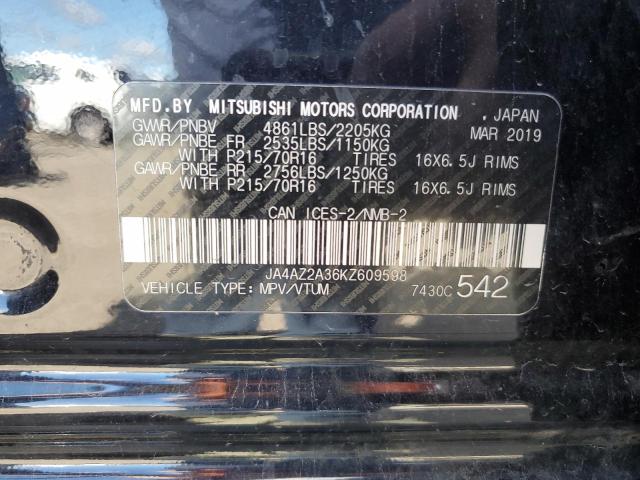 MFD.BY MITSUBISHI MOTORS CORPORATION , JAPAN
GVWR/PNBV 4861LBS/2205KG MAR 2019
GAWR/PNBE FR 2535LBS/1150KG
WITH P215/70R16 TIRES 16X6.5J RIMS
GAWR/PNBE RR 2756LBS/1250KG
WITH P215/70R16 TIRES 16X6.5J RIMS
CAN ICES-2/NMB-2
JA4AZ2A36KZ609598
VEHICLE TYPE: MPV/VTUM 7430C 542